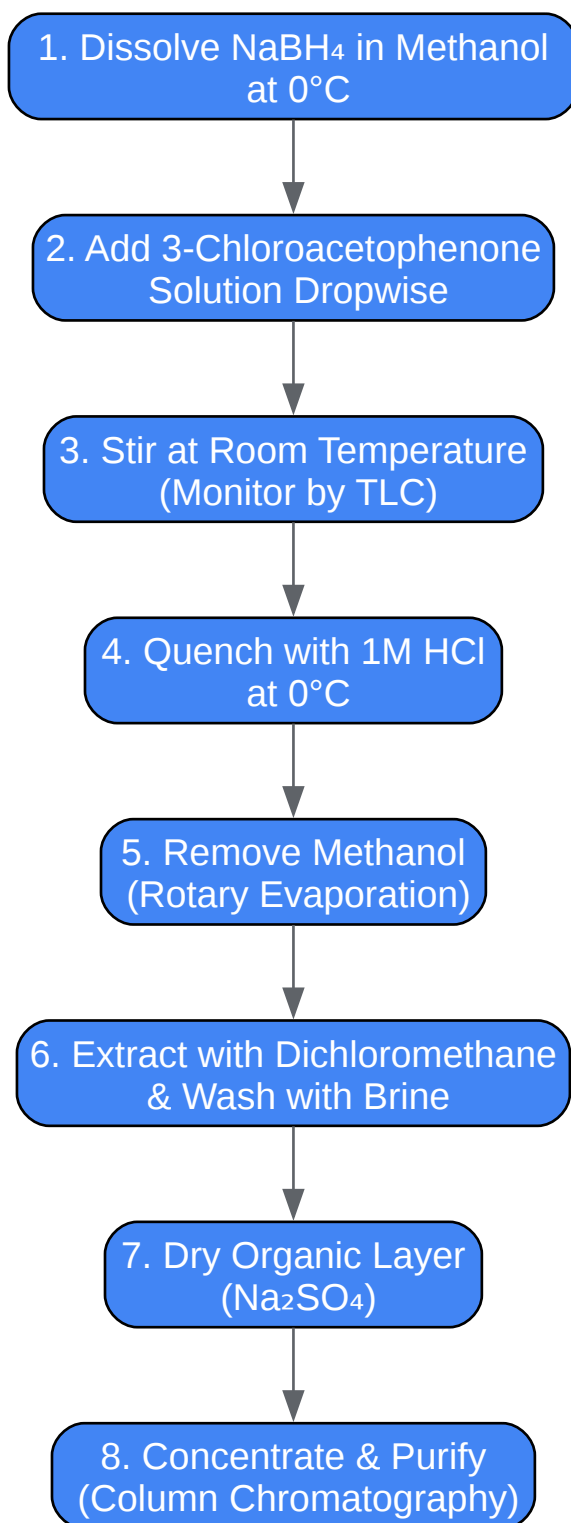 1. Dissolve NaBH₄ in Methanol
at 0°C
2. Add 3-Chloroacetophenone
Solution Dropwise
3. Stir at Room Temperature
(Monitor by TLC)
4. Quench with 1M HCl
at 0°C
5. Remove Methanol
(Rotary Evaporation)
6. Extract with Dichloromethane
& Wash with Brine
7. Dry Organic Layer
(Na₂SO₄)
8. Concentrate & Purify
(Column Chromatography)